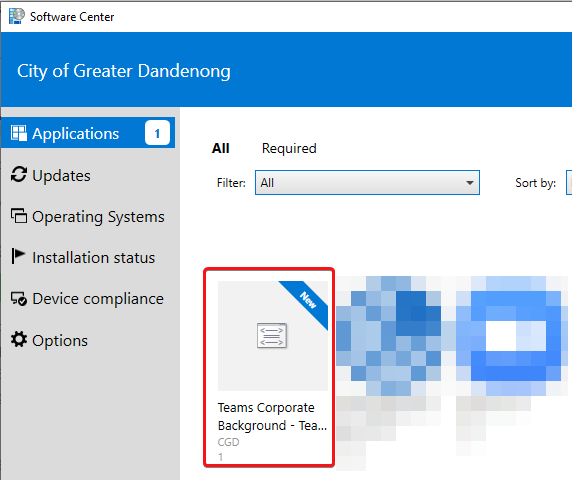 Software Center
City of Greater Dandenong
Applications 1
Updates
Operating Systems
Installation status
Device compliance
Options
All Required
Filter: All Sort by:
New
Teams Corporate
Background - Tea...
CGD
1